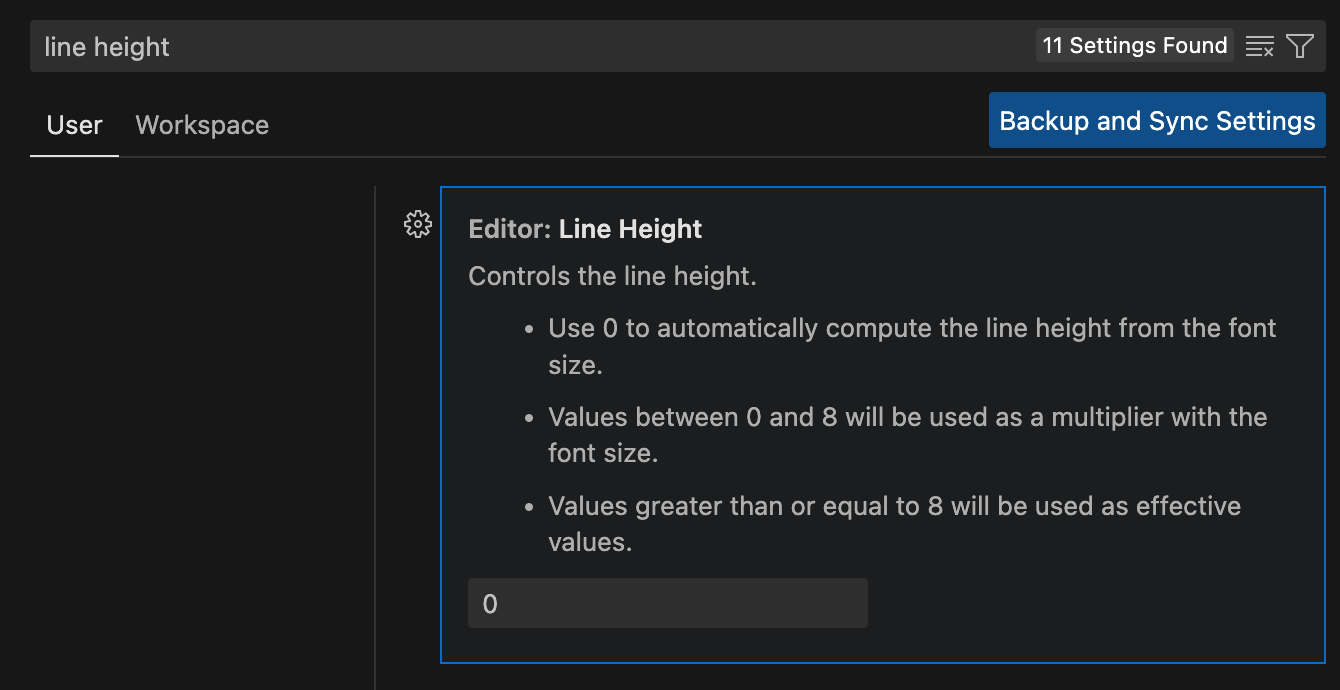 line height
11 Settings Found
User
Workspace
Backup and Sync Settings
Editor: Line Height
Controls the line height.
• Use 0 to automatically compute the line height from the font
size.
• Values between 0 and 8 will be used as a multiplier with the
font size.
• Values greater than or equal to 8 will be used as effective
values.
0